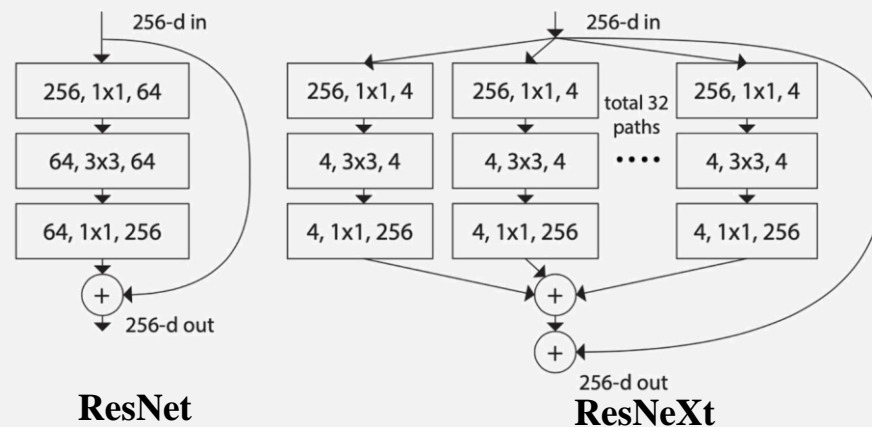 256-d in
256, 1x1, 64
64, 3x3, 64
64, 1x1, 256
+
256-d out
ResNet
256-d in
256, 1x1, 4
256, 1x1, 4
256, 1x1, 4
total 32
paths
4, 3x3, 4
4, 3x3, 4
4, 3x3, 4
4, 1x1, 256
4, 1x1, 256
4, 1x1, 256
+
+
256-d out
ResNeXt